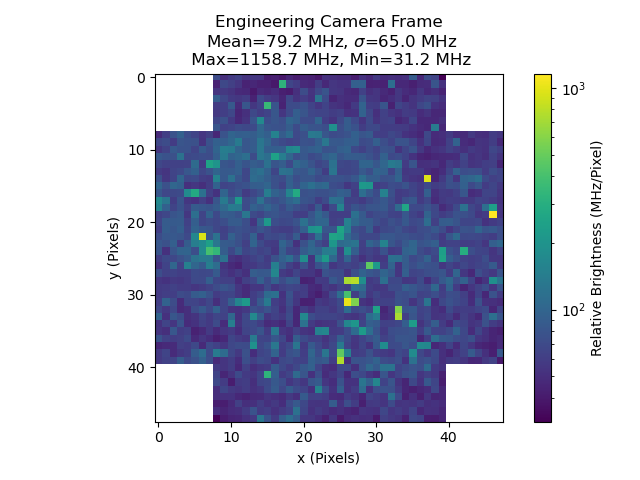 Engineering Camera Frame
Mean=79.2 MHz, σ=65.0 MHz
Max=1158.7 MHz, Min=31.2 MHz
0
10
20
30
40
y (Pixels)
0 10 20 30 40
x (Pixels)
10³
10²
Relative Brightness (MHz/Pixel)